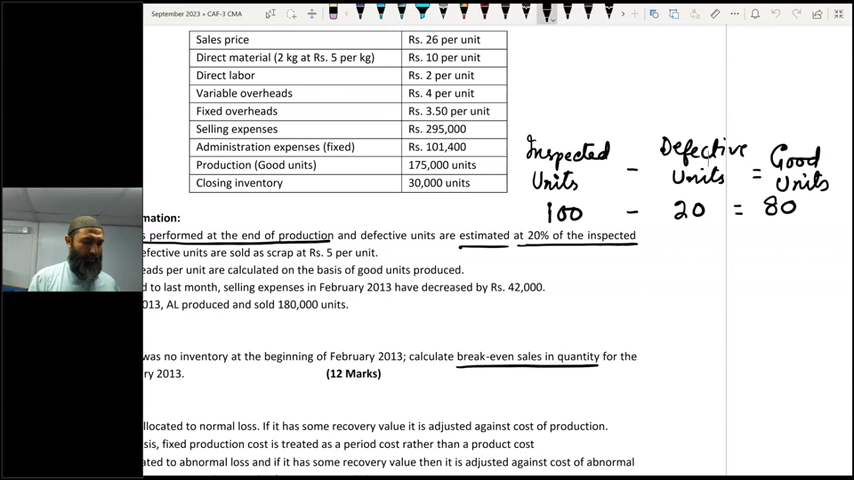 September 2023 » CAF-3 CMA
Sales price Rs. 26 per unit
Direct material (2 kg at Rs. 5 per kg) Rs. 10 per unit
Direct labor Rs. 2 per unit
Variable overheads Rs. 4 per unit
Fixed overheads Rs. 3.50 per unit
Selling expenses Rs. 295,000
Administration expenses (fixed) Rs. 101,400
Production (Good units) 175,000 units
Closing inventory 30,000 units
Inspected Units - Defective Units = Good Units
100 - 20 = 80
mation:
s performed at the end of production and defective units are estimated at 20% of the inspected
efective units are sold as scrap at Rs. 5 per unit.
eads per unit are calculated on the basis of good units produced.
d to last month, selling expenses in February 2013 have decreased by Rs. 42,000.
013, AL produced and sold 180,000 units.
was no inventory at the beginning of February 2013; calculate break-even sales in quantity for the
ry 2013. (12 Marks)
llocated to normal loss. If it has some recovery value it is adjusted against cost of production.
sis, fixed production cost is treated as a period cost rather than a product cost
ated to abnormal loss and if it has some recovery value then it is adjusted against cost of abnormal